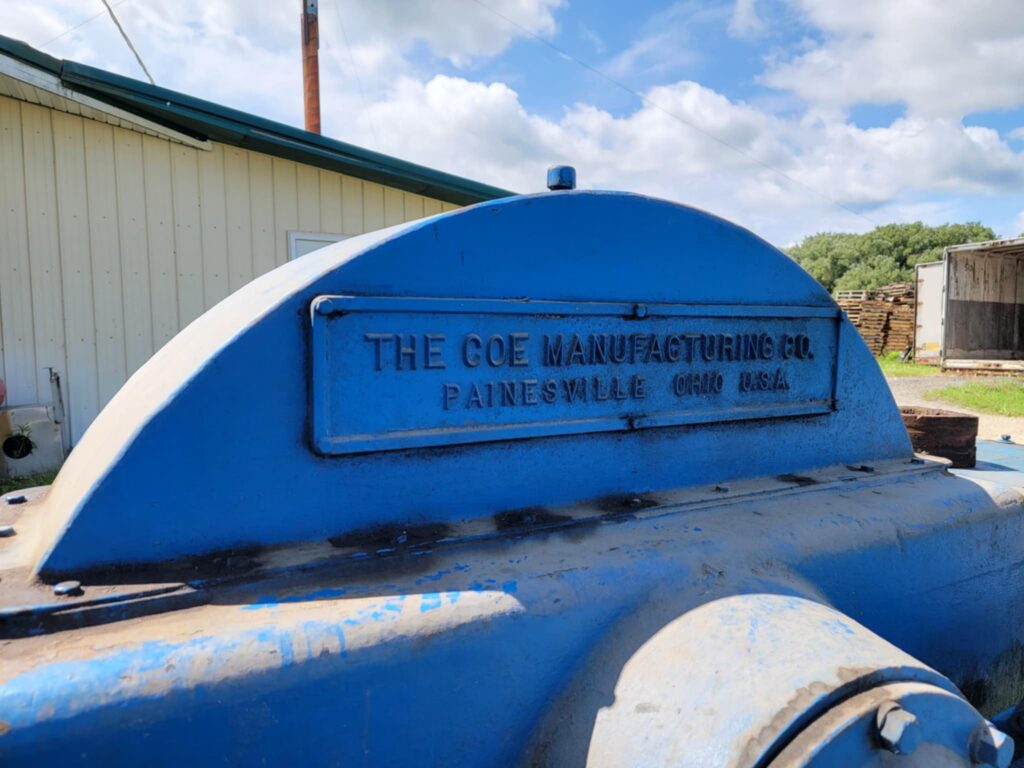 THE COE MANUFACTURING CO.
PAINESVILLE OHIO U.S.A.